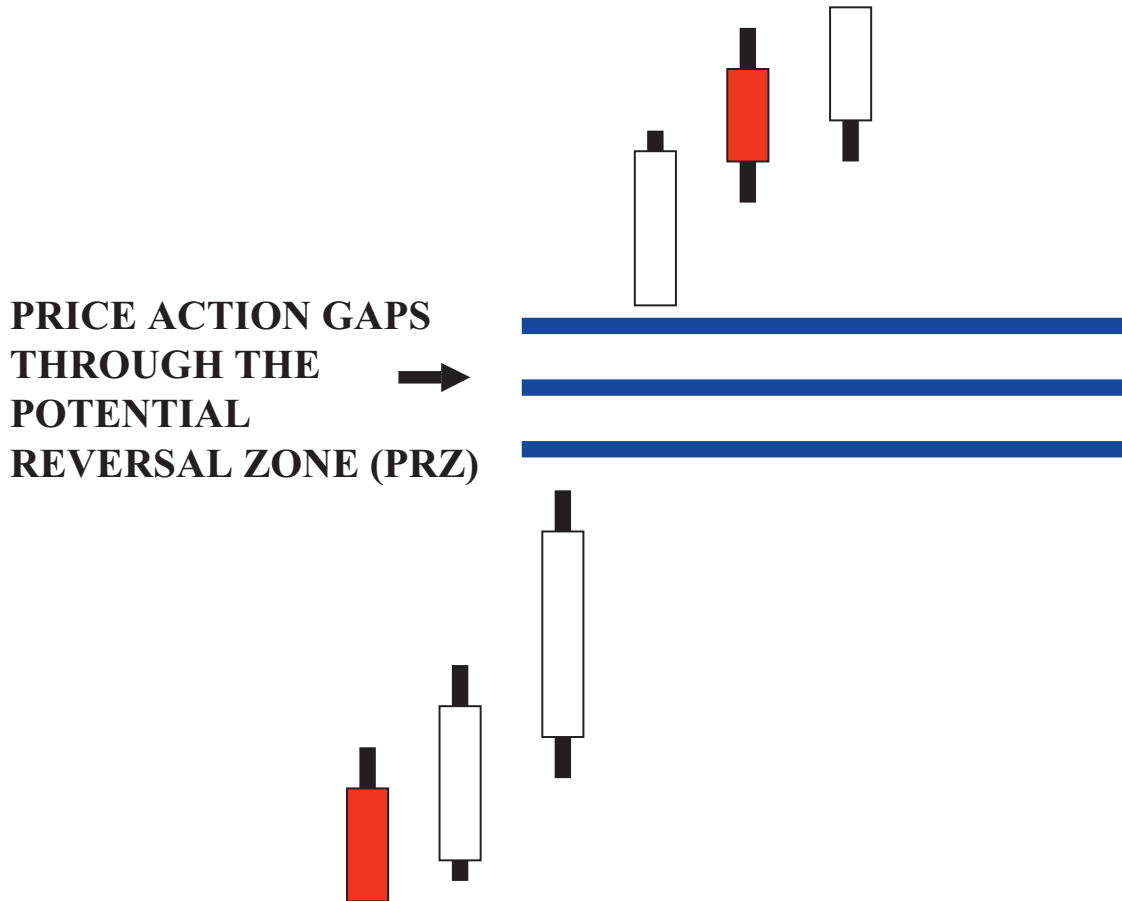 PRICE ACTION GAPS
THROUGH THE
POTENTIAL
REVERSAL ZONE (PRZ)